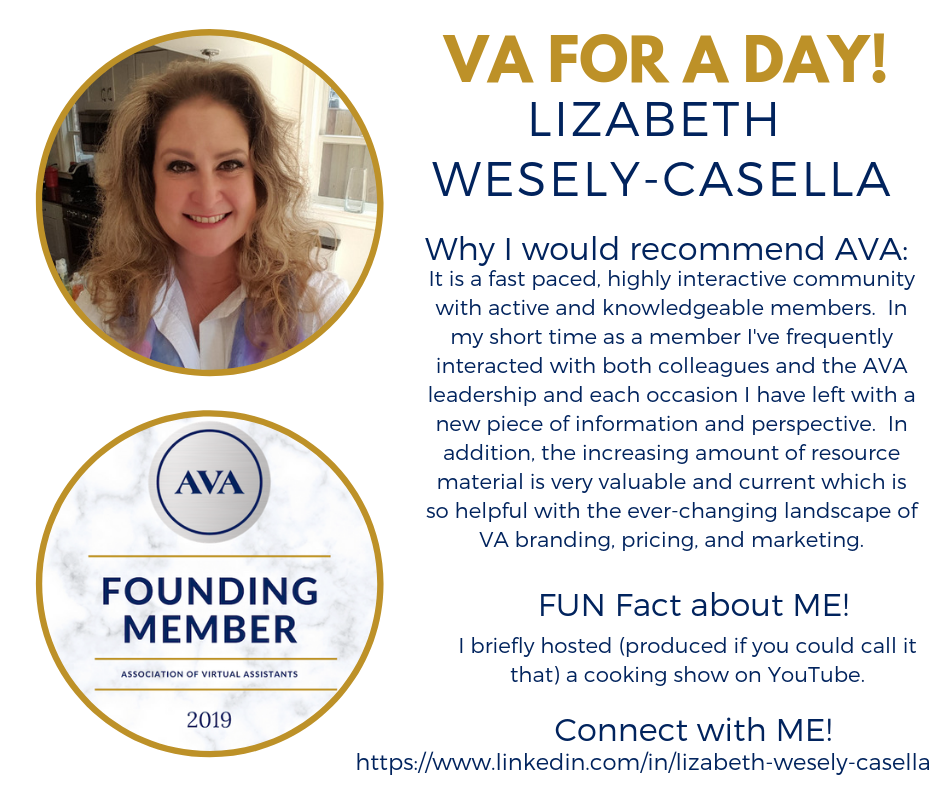 VA FOR A DAY!
LIZABETH
WESELY-CASELLA
Why I would recommend AVA:
It is a fast paced, highly interactive community
with active and knowledgeable members.  In
my short time as a member I've frequently
interacted with both colleagues and the AVA
leadership and each occasion I have left with a
new piece of information and perspective.  In
addition, the increasing amount of resource
material is very valuable and current which is
so helpful with the ever-changing landscape of
VA branding, pricing, and marketing.
FUN Fact about ME!
I briefly hosted (produced if you could call it
that) a cooking show on YouTube.
Connect with ME!
https://www.linkedin.com/in/lizabeth-wesely-casella
AVA
FOUNDING
MEMBER
ASSOCIATION OF VIRTUAL ASSISTANTS
2019